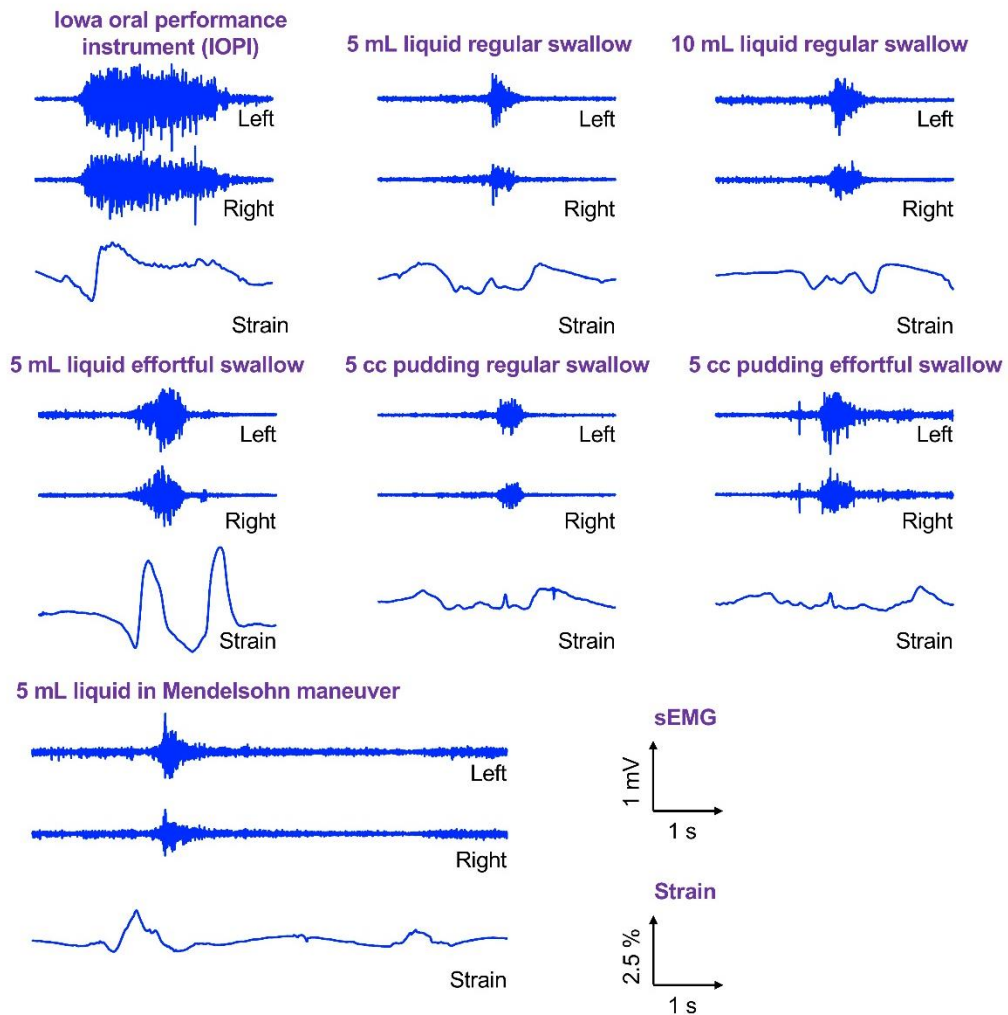 Iowa oral performance
instrument (IOPI)
Left
Right
Strain
5 mL liquid regular swallow
Left
Right
Strain
10 mL liquid regular swallow
Left
Right
Strain
5 mL liquid effortful swallow
Left
Right
Strain
5 cc pudding regular swallow
Left
Right
Strain
5 cc pudding effortful swallow
Left
Right
Strain
5 mL liquid in Mendelsohn maneuver
Left
Right
Strain
sEMG
1 mV
1 s
Strain
2.5 %
1 s